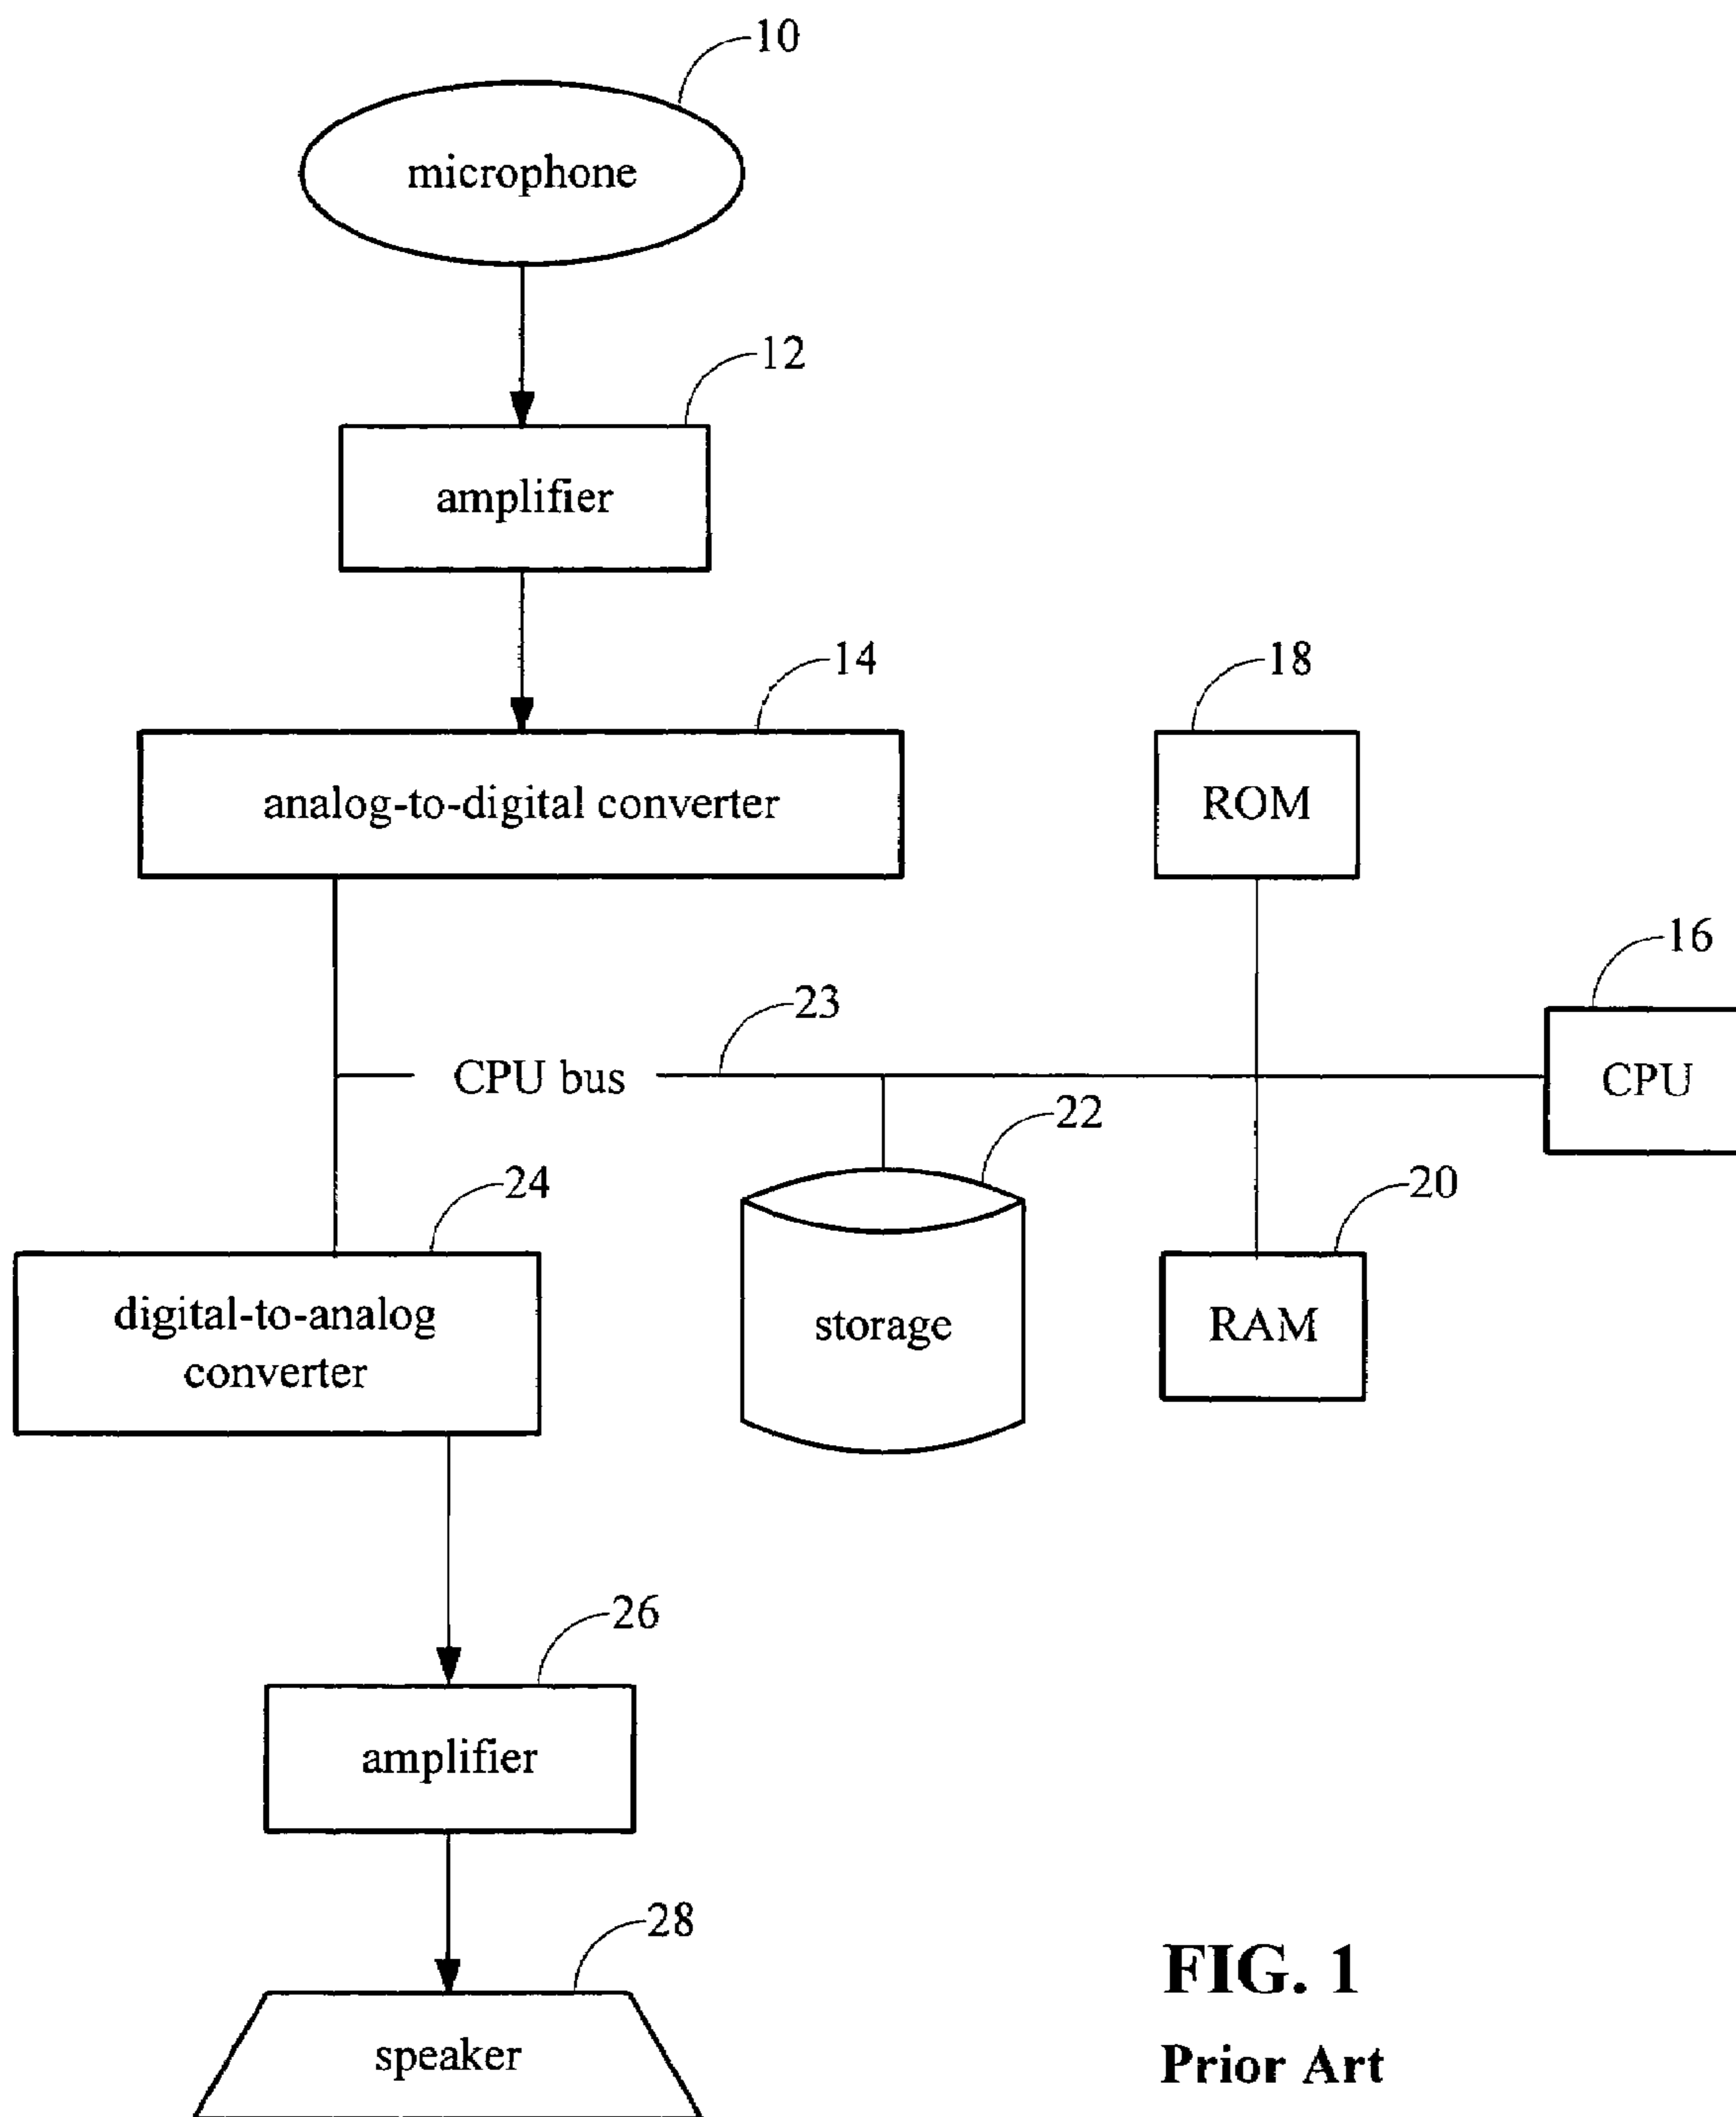 10
microphone
12
amplifier
14
analog-to-digital converter
18
ROM
16
CPU
23
CPU bus
22
storage
20
RAM
24
digital-to-analog
converter
26
amplifier
28
speaker
FIG. 1
Prior Art